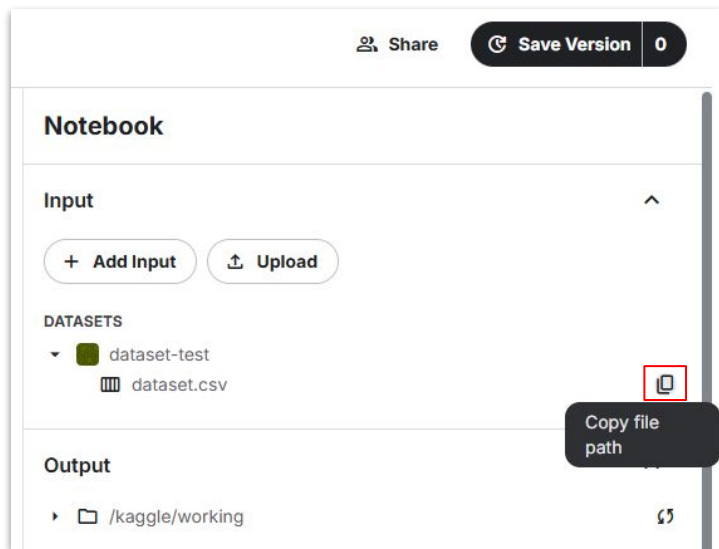 Share
Save Version 0
Notebook
Input
+ Add Input
Upload
DATASETS
dataset-test
dataset.csv
Copy file
path
Output
/kaggle/working